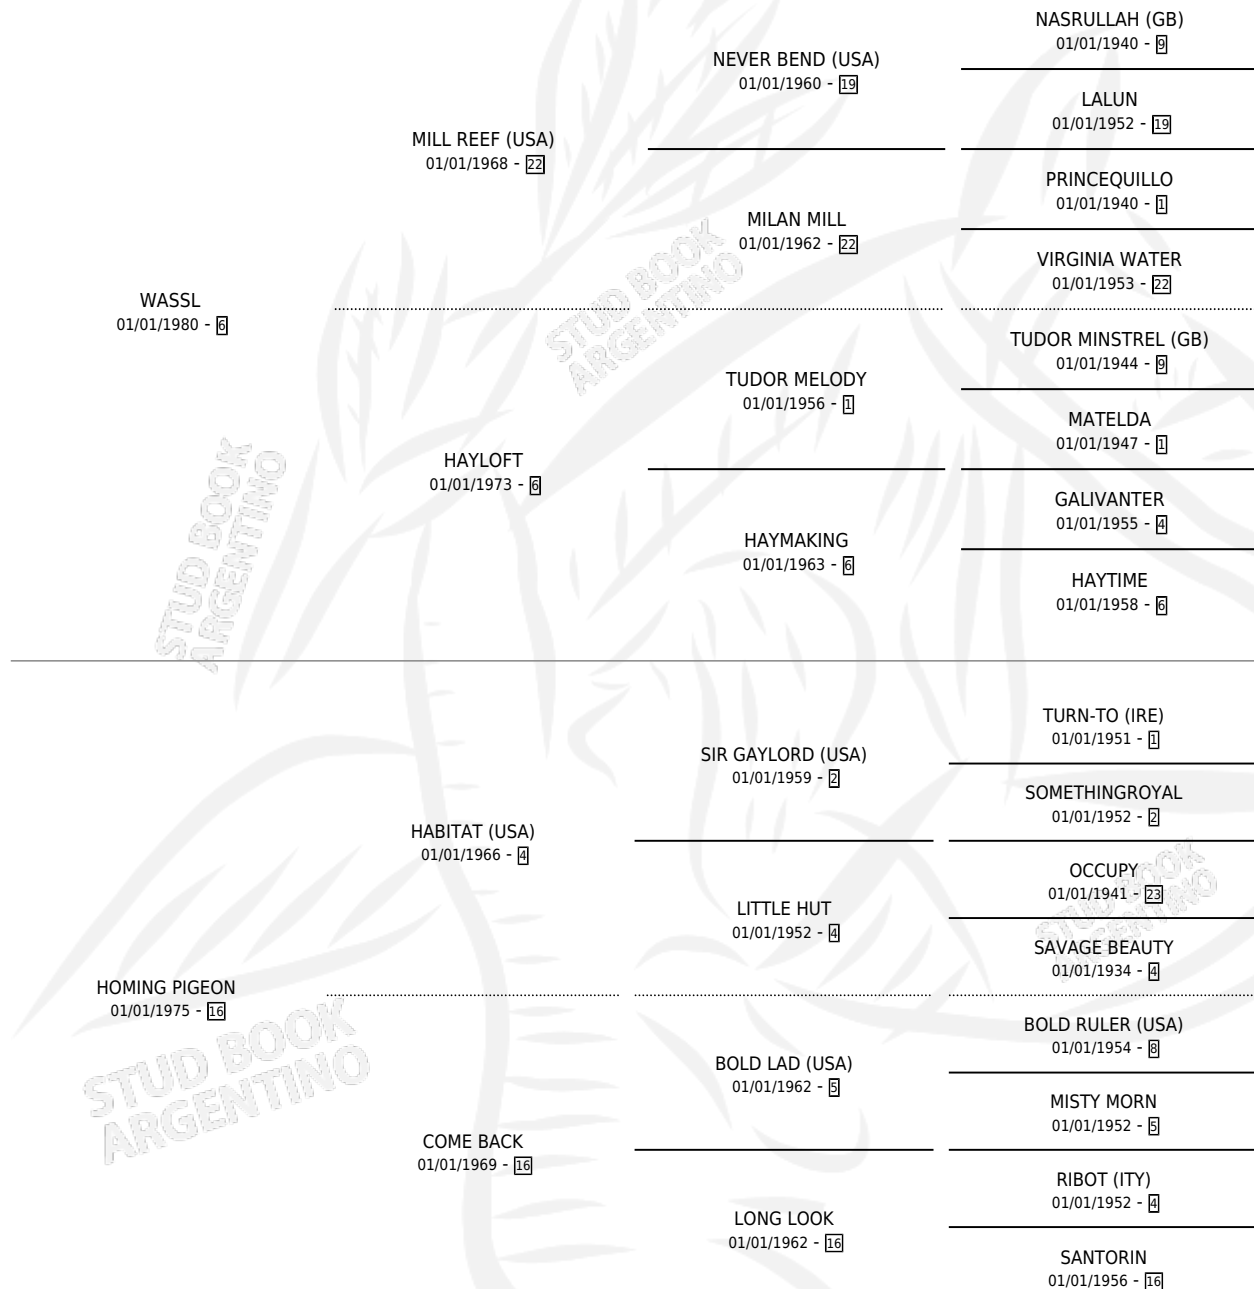 NASRULLAH (GB)
01/01/1940 - 9
NEVER BEND (USA)
01/01/1960 - 19
LALUN
01/01/1952 - 19
MILL REEF (USA)
01/01/1968 - 22
PRINCEQUILLO
01/01/1940 - 1
MILAN MILL
01/01/1962 - 22
VIRGINIA WATER
01/01/1953 - 22
WASSL
01/01/1980 - 6
STUD BOOK
ARGENTINO
TUDOR MINSTREL (GB)
01/01/1944 - 9
TUDOR MELODY
01/01/1956 - 1
MATELDA
01/01/1947 - 1
HAYLOFT
01/01/1973 - 6
GALIVANTER
01/01/1955 - 4
HAYMAKING
01/01/1963 - 6
HAYTIME
01/01/1958 - 6
STUD BOOK
ARGENTINO
TURN-TO (IRE)
01/01/1951 - 1
SIR GAYLORD (USA)
01/01/1959 - 2
SOMETHINGROYAL
01/01/1952 - 2
HABITAT (USA)
01/01/1966 - 4
OCCUPY
01/01/1941 - 23
LITTLE HUT
01/01/1952 - 4
SAVAGE BEAUTY
01/01/1934 - 4
STUD BOOK
ARGENTINO
HOMING PIGEON
01/01/1975 - 16
BOLD RULER (USA)
01/01/1954 - 8
BOLD LAD (USA)
01/01/1962 - 5
MISTY MORN
01/01/1952 - 5
STUD BOOK
ARGENTINO
COME BACK
01/01/1969 - 16
RIBOT (ITY)
01/01/1952 - 4
LONG LOOK
01/01/1962 - 16
SANTORIN
01/01/1956 - 16